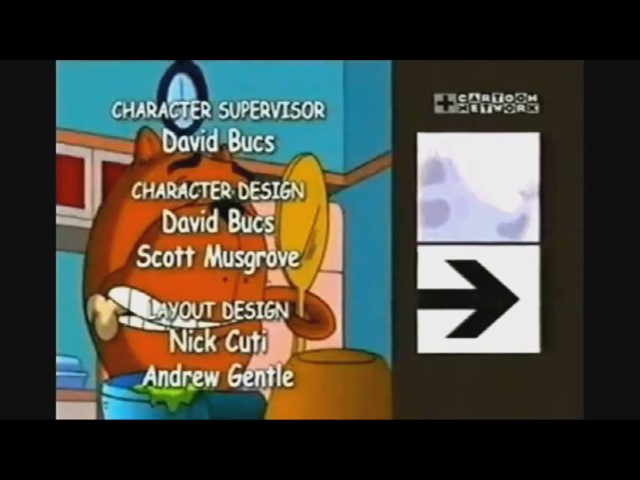 CHARACTER SUPERVISOR
David Bucs
CHARACTER DESIGN
David Bucs
Scott Musgrove
LAYOUT DESIGN
Nick Cuti
Andrew Gentle
CARTOON
NETWORK